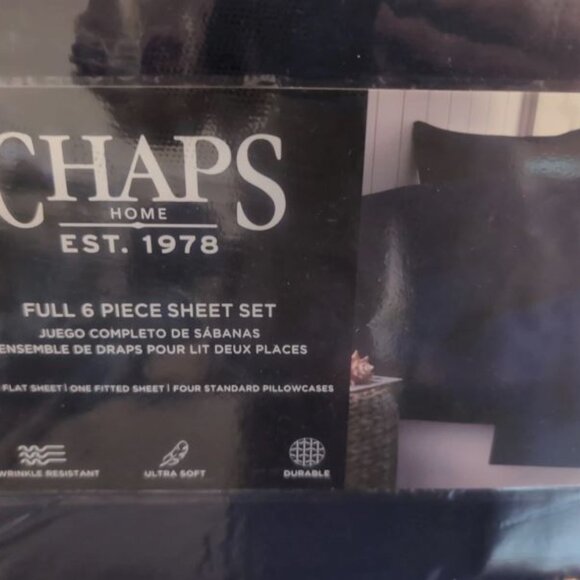 CHAPS
HOME
EST. 1978
FULL 6 PIECE SHEET SET
JUEGO COMPLETO DE SÁBANAS
ENSEMBLE DE DRAPS POUR LIT DEUX PLACES
FLAT SHEET | ONE FITTED SHEET | FOUR STANDARD PILLOWCASES
WRINKLE RESISTANT ULTRA SOFT DURABLE